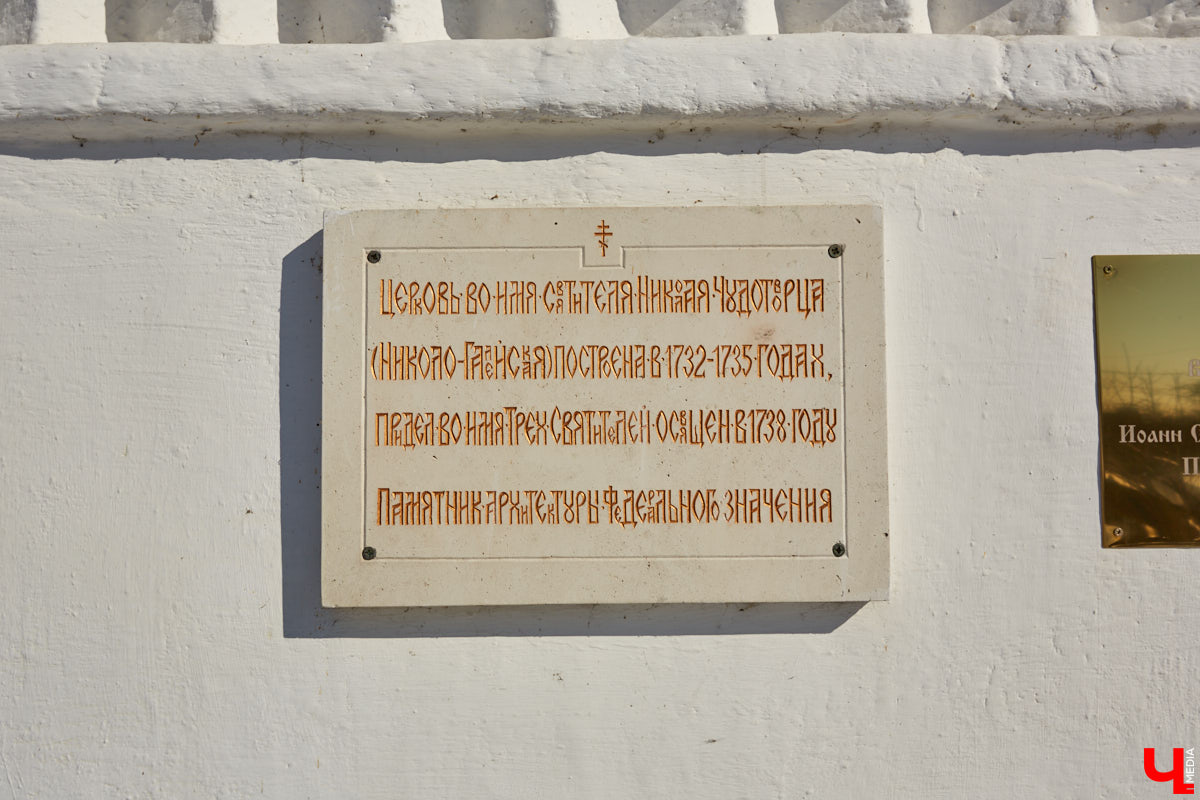 Церковь во имя Святителя Николая Чудотворца
(Николо-Галейская) построена в 1732-1735 годах,
придел во имя Трех Святителей освящен в 1738 году
Памятник архитектуры федерального значения
Иоанн
Ч MEDIA